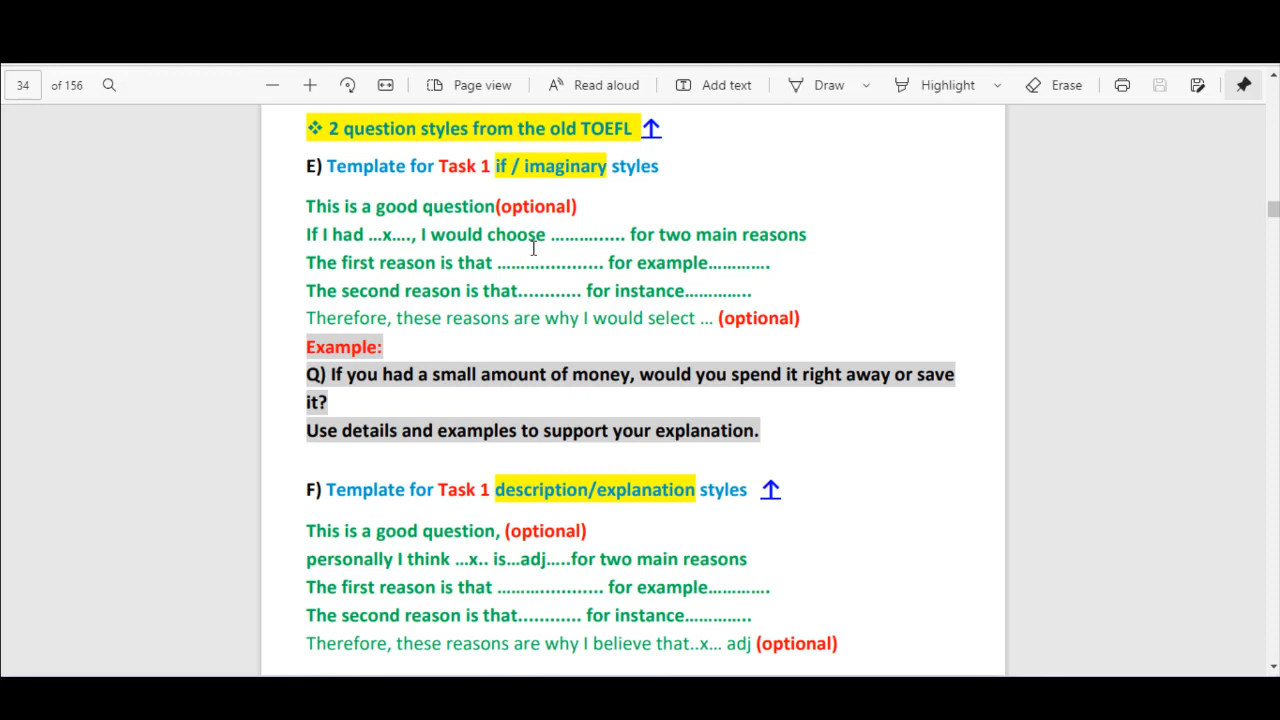 34 of 156 Page view Read aloud Add text Draw Highlight Erase
❖ 2 question styles from the old TOEFL ↑
E) Template for Task 1 if / imaginary styles
This is a good question(optional)
If I had …x…., I would choose ………...... for two main reasons
The first reason is that ………............ for example………….
The second reason is that............ for instance…………..
Therefore, these reasons are why I would select … (optional)
Example:
Q) If you had a small amount of money, would you spend it right away or save
it?
Use details and examples to support your explanation.
F) Template for Task 1 description/explanation styles ↑
This is a good question, (optional)
personally I think …x.. is…adj…..for two main reasons
The first reason is that ………............ for example………….
The second reason is that............ for instance…………..
Therefore, these reasons are why I believe that..x… adj (optional)